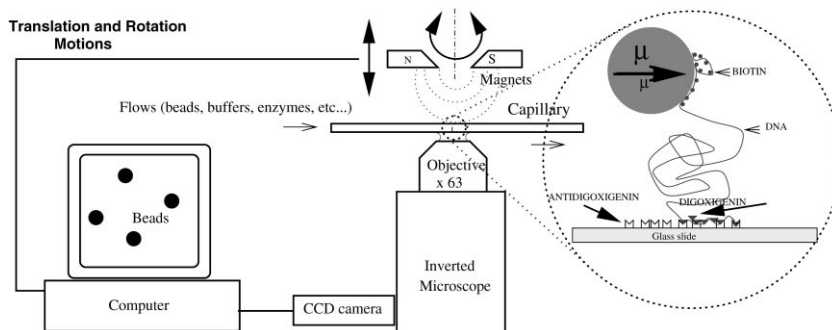 Translation and Rotation
Motions
N
S
Magnets
Flows (beads, buffers, enzymes, etc...)
Capillary
Objective
x 63
Beads
Inverted
Microscope
Computer
CCD camera
μ
μ
BIOTIN
DNA
ANTIDIGOXIGENIN
DIGOXIGENIN
Glass slide